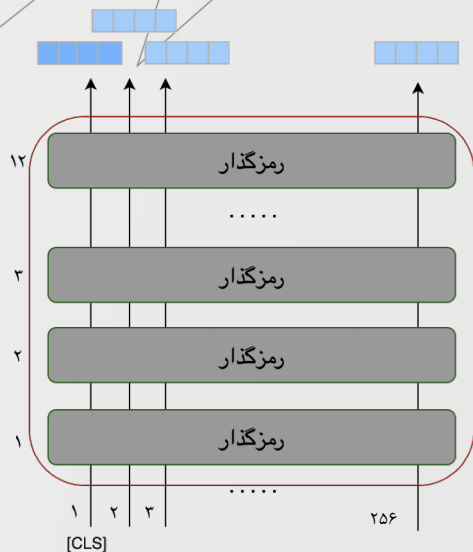 ۱۲ رمزگذار
.....
۳ رمزگذار
۲ رمزگذار
۱ رمزگذار
.....
۱ ۲ ۳ ۲۵۶
[CLS]